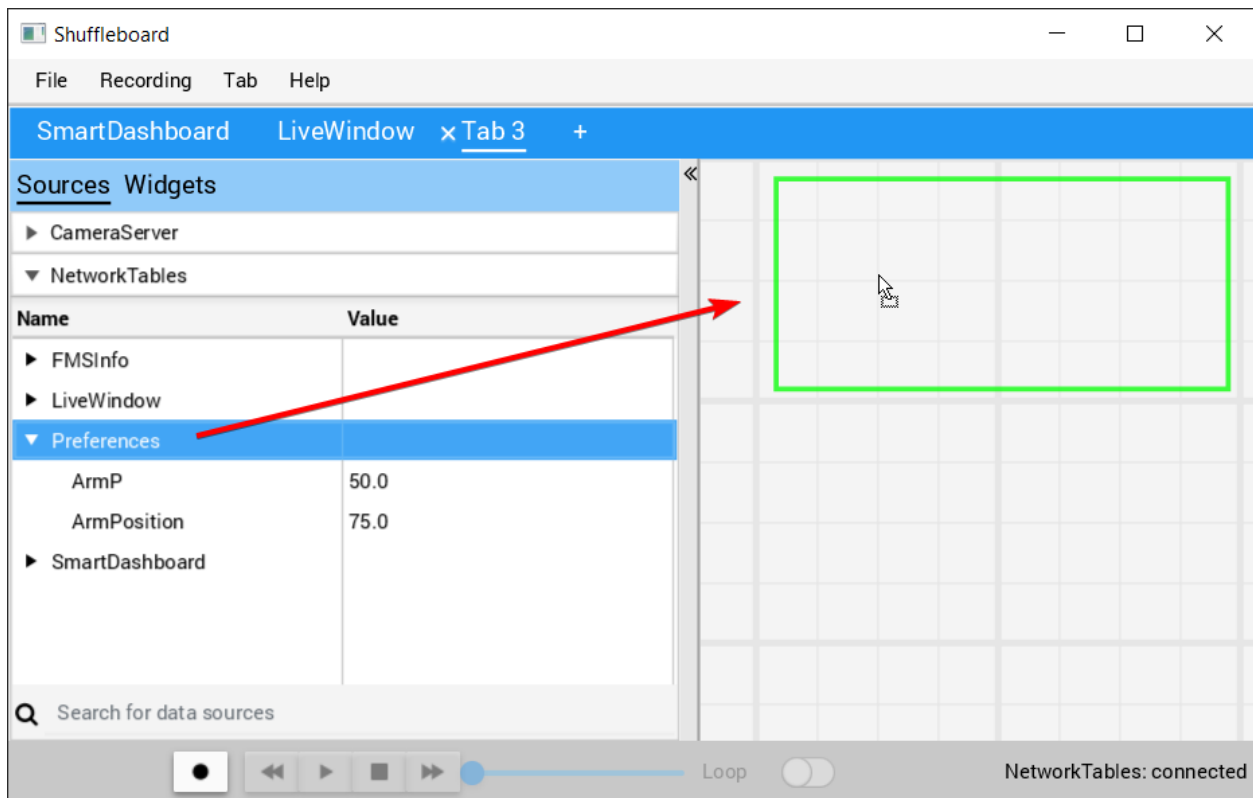 Shuffleboard
File Recording Tab Help
SmartDashboard LiveWindow Tab 3 +
Sources Widgets
CameraServer
NetworkTables
Name Value
FMSInfo
LiveWindow
Preferences
ArmP 50.0
ArmPosition 75.0
SmartDashboard
Search for data sources
Loop NetworkTables: connected